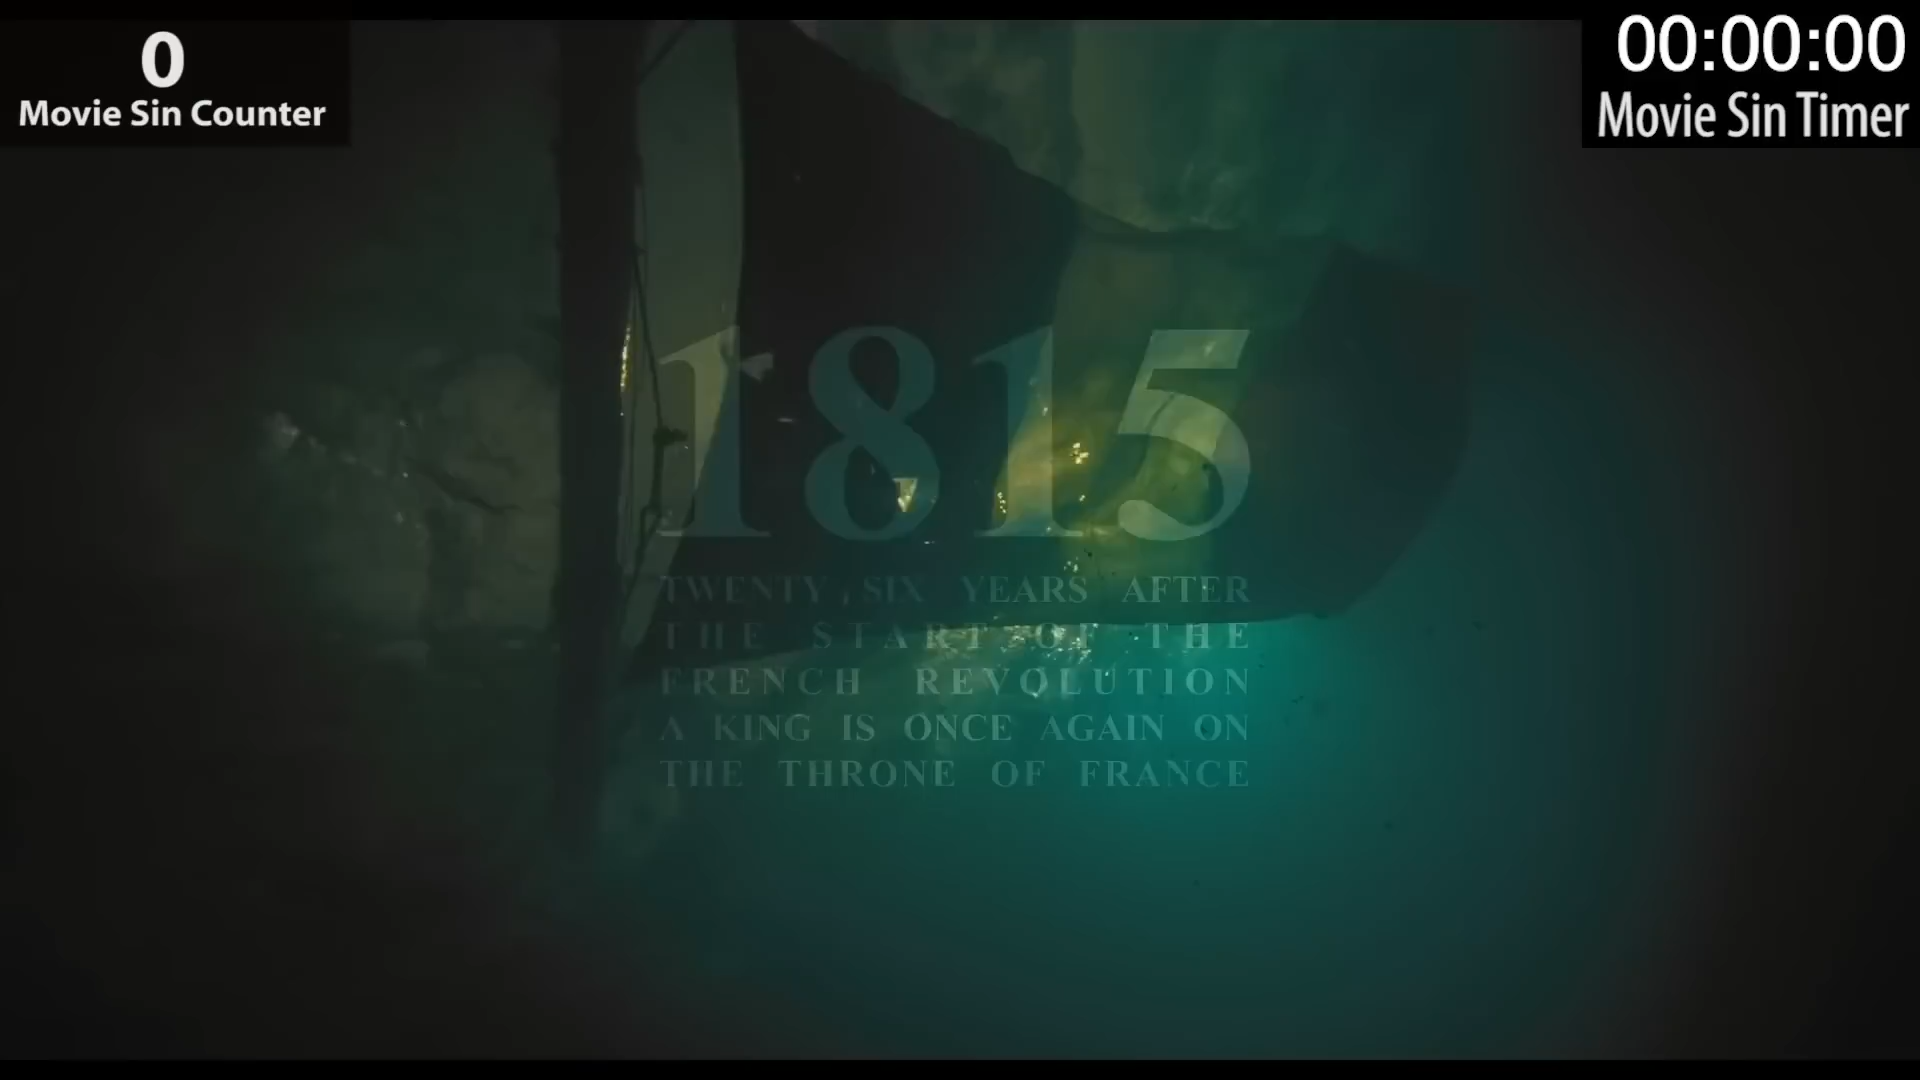 0
Movie Sin Counter
00:00:00
Movie Sin Timer
1815
TWENTY SIX YEARS AFTER
THE START OF THE
FRENCH REVOLUTION
A KING IS ONCE AGAIN ON
THE THRONE OF FRANCE